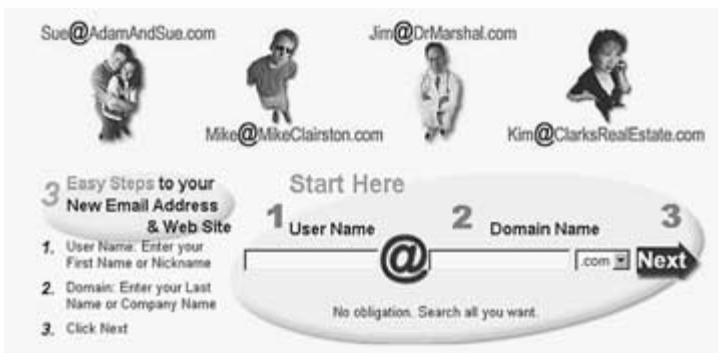 Sue@AdamAndSue.com
Jim@DrMarshal.com
Mike@MikeClairston.com
Kim@ClarksRealEstate.com
3 Easy Steps to your
New Email Address
& Web Site
1. User Name: Enter your
First Name or Nickname
2. Domain: Enter your Last
Name or Company Name
3. Click Next
Start Here
1 User Name
2 Domain Name
3
@
.com
Next
No obligation. Search all you want.